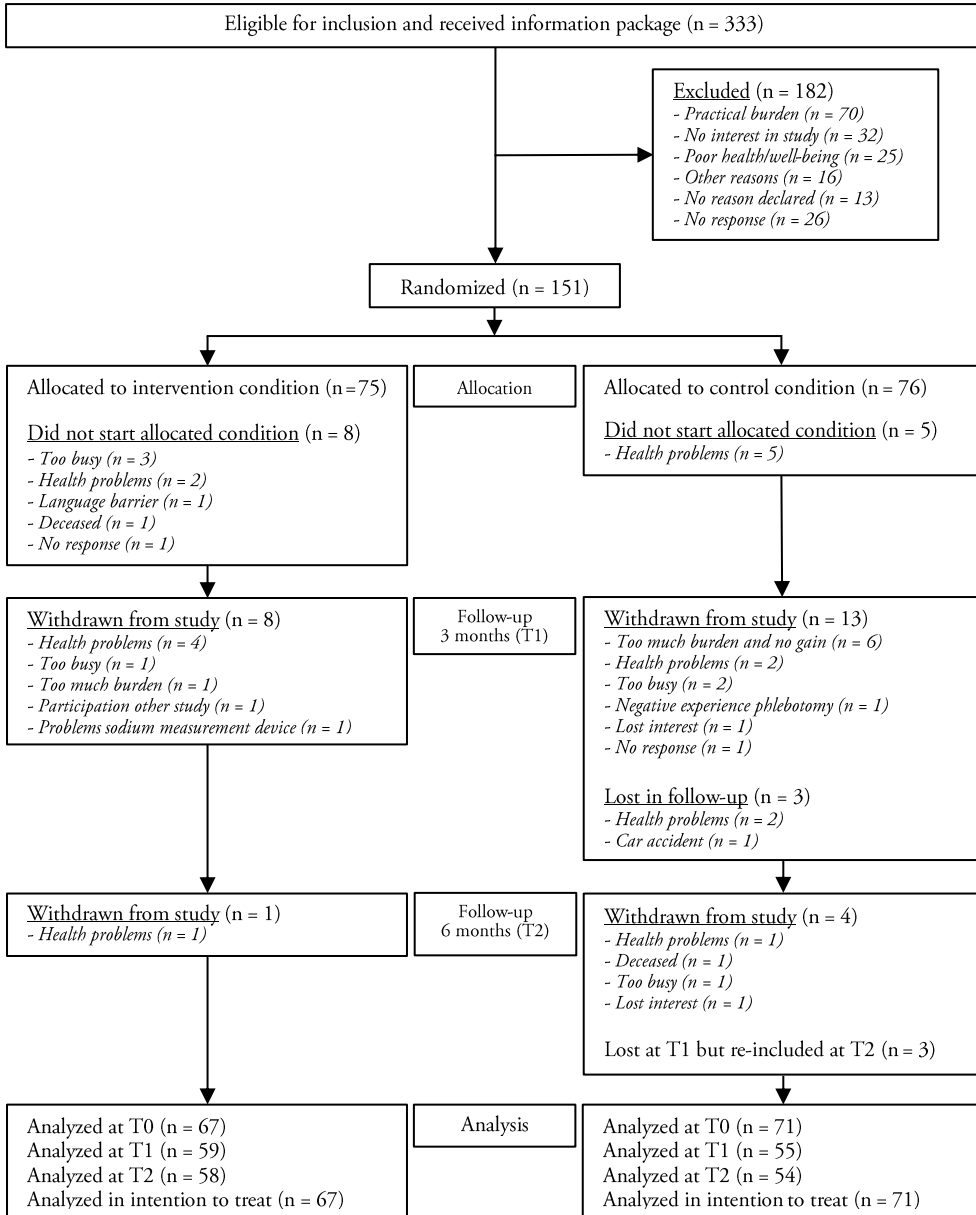 Eligible for inclusion and received information package (n = 333)
Excluded (n = 182)
- Practical burden (n = 70)
- No interest in study (n = 32)
- Poor health/well-being (n = 25)
- Other reasons (n = 16)
- No reason declared (n = 13)
- No response (n = 26)
Randomized (n = 151)
Allocated to intervention condition (n=75)
Did not start allocated condition (n = 8)
- Too busy (n = 3)
- Health problems (n = 2)
- Language barrier (n = 1)
- Deceased (n = 1)
- No response (n = 1)
Allocation
Allocated to control condition (n = 76)
Did not start allocated condition (n = 5)
- Health problems (n = 5)
Withdrawn from study (n = 8)
- Health problems (n = 4)
- Too busy (n = 1)
- Too much burden (n = 1)
- Participation other study (n = 1)
- Problems sodium measurement device (n = 1)
Follow-up
3 months (T1)
Withdrawn from study (n = 13)
- Too much burden and no gain (n = 6)
- Health problems (n = 2)
- Too busy (n = 2)
- Negative experience phlebotomy (n = 1)
- Lost interest (n = 1)
- No response (n = 1)
Lost in follow-up (n = 3)
- Health problems (n = 2)
- Car accident (n = 1)
Withdrawn from study (n = 1)
- Health problems (n = 1)
Follow-up
6 months (T2)
Withdrawn from study (n = 4)
- Health problems (n = 1)
- Deceased (n = 1)
- Too busy (n = 1)
- Lost interest (n = 1)
Lost at T1 but re-included at T2 (n = 3)
Analyzed at T0 (n = 67)
Analyzed at T1 (n = 59)
Analyzed at T2 (n = 58)
Analyzed in intention to treat (n = 67)
Analysis
Analyzed at T0 (n = 71)
Analyzed at T1 (n = 55)
Analyzed at T2 (n = 54)
Analyzed in intention to treat (n = 71)